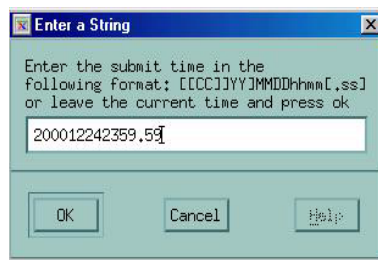 Enter a String
Enter the submit time in the
following format: [[CC]]YY]MMDDhhmm[.ss]
or leave the current time and press ok
200012242359.59
OK
Cancel
Help